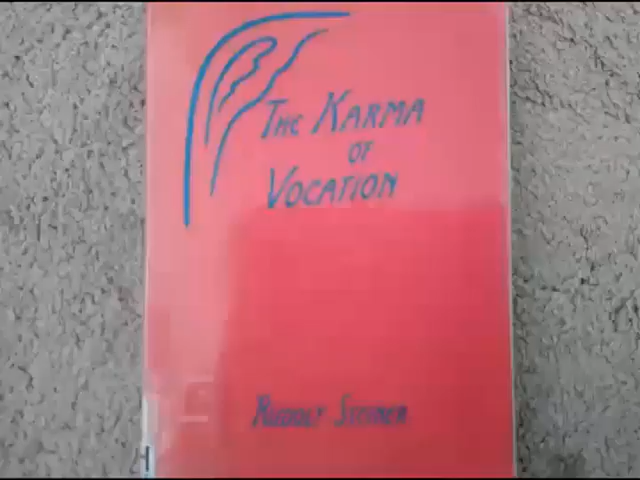 The Karma
of
Vocation
Rudolf Steiner
H